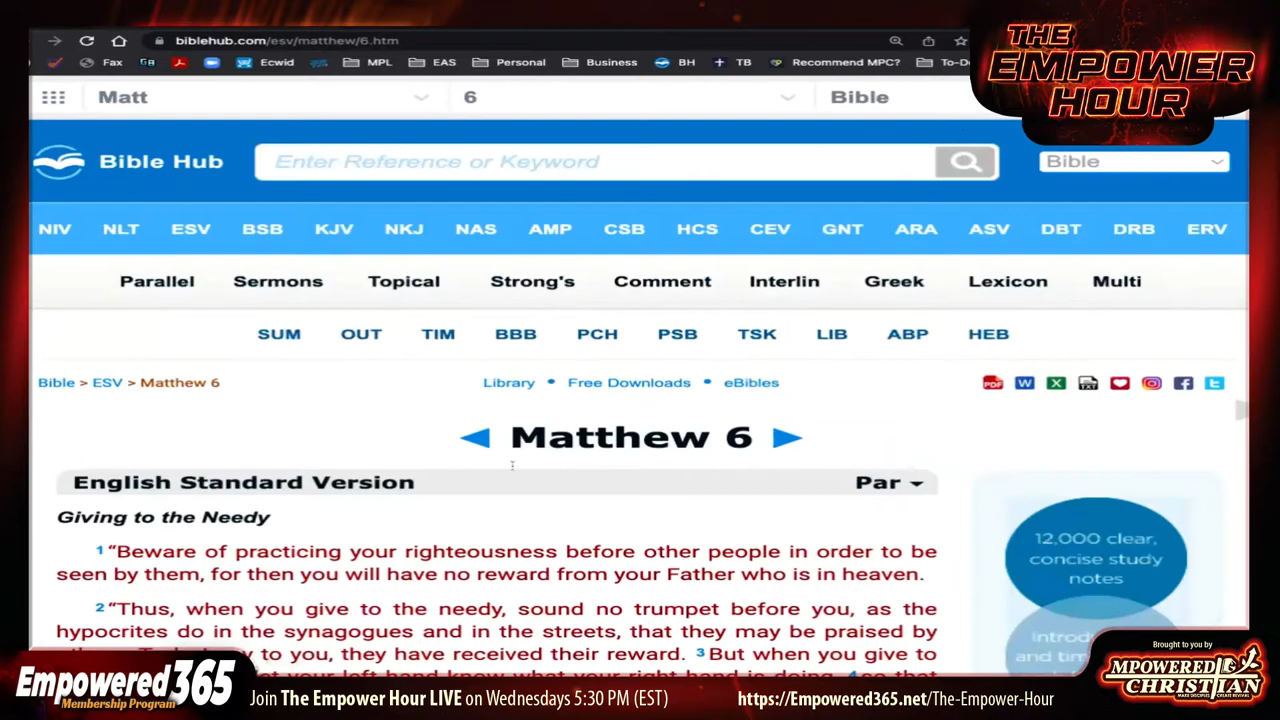 biblehub.com/esv/matthew/6.htm
THE EMPOWER HOUR
Fax Ecwid MPL EAS Personal Business BH TB Recommend MPC?
Matt 6 Bible
Bible Hub Enter Reference or Keyword Bible
NIV NLT ESV BSB KJV NKJ NAS AMP CSB HCS CEV GNT ARA ASV DBT DRB ERV
Parallel Sermons Topical Strong's Comment Interlin Greek Lexicon Multi
SUM OUT TIM BBB PCH PSB TSK LIB ABP HEB
Bible > ESV > Matthew 6 Library • Free Downloads • eBibles
Matthew 6
English Standard Version Par
Giving to the Needy
1 “Beware of practicing your righteousness before other people in order to be
seen by them, for then you will have no reward from your Father who is in heaven.
12,000 clear,
concise study
notes
2 “Thus, when you give to the needy, sound no trumpet before you, as the
hypocrites do in the synagogues and in the streets, that they may be praised by
to you, they have received their reward. 3 But when you give to
Empowered365
Membership Program
Join The Empower Hour LIVE on Wednesdays 5:30 PM (EST)
https://Empowered365.net/The-Empower-Hour
Brought to you by
MPOWERED
CHRISTIAN